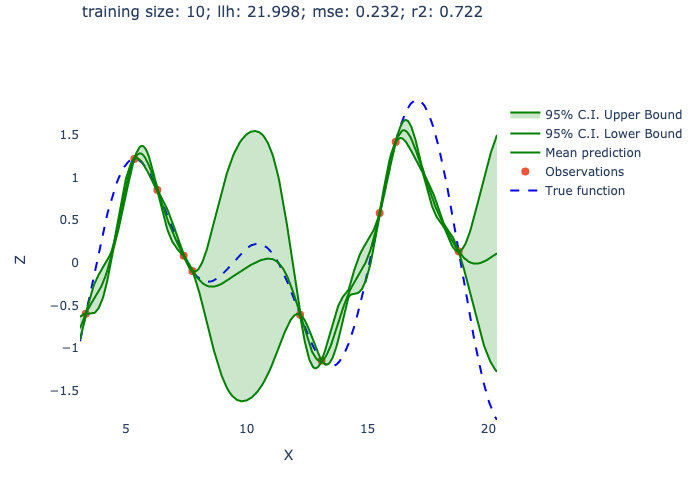 training size: 10; llh: 21.998; mse: 0.232; r2: 0.722
95% C.I. Upper Bound
95% C.I. Lower Bound
Mean prediction
Observations
True function
Z
1.5
1
0.5
0
−0.5
−1
−1.5
5
10
15
20
X